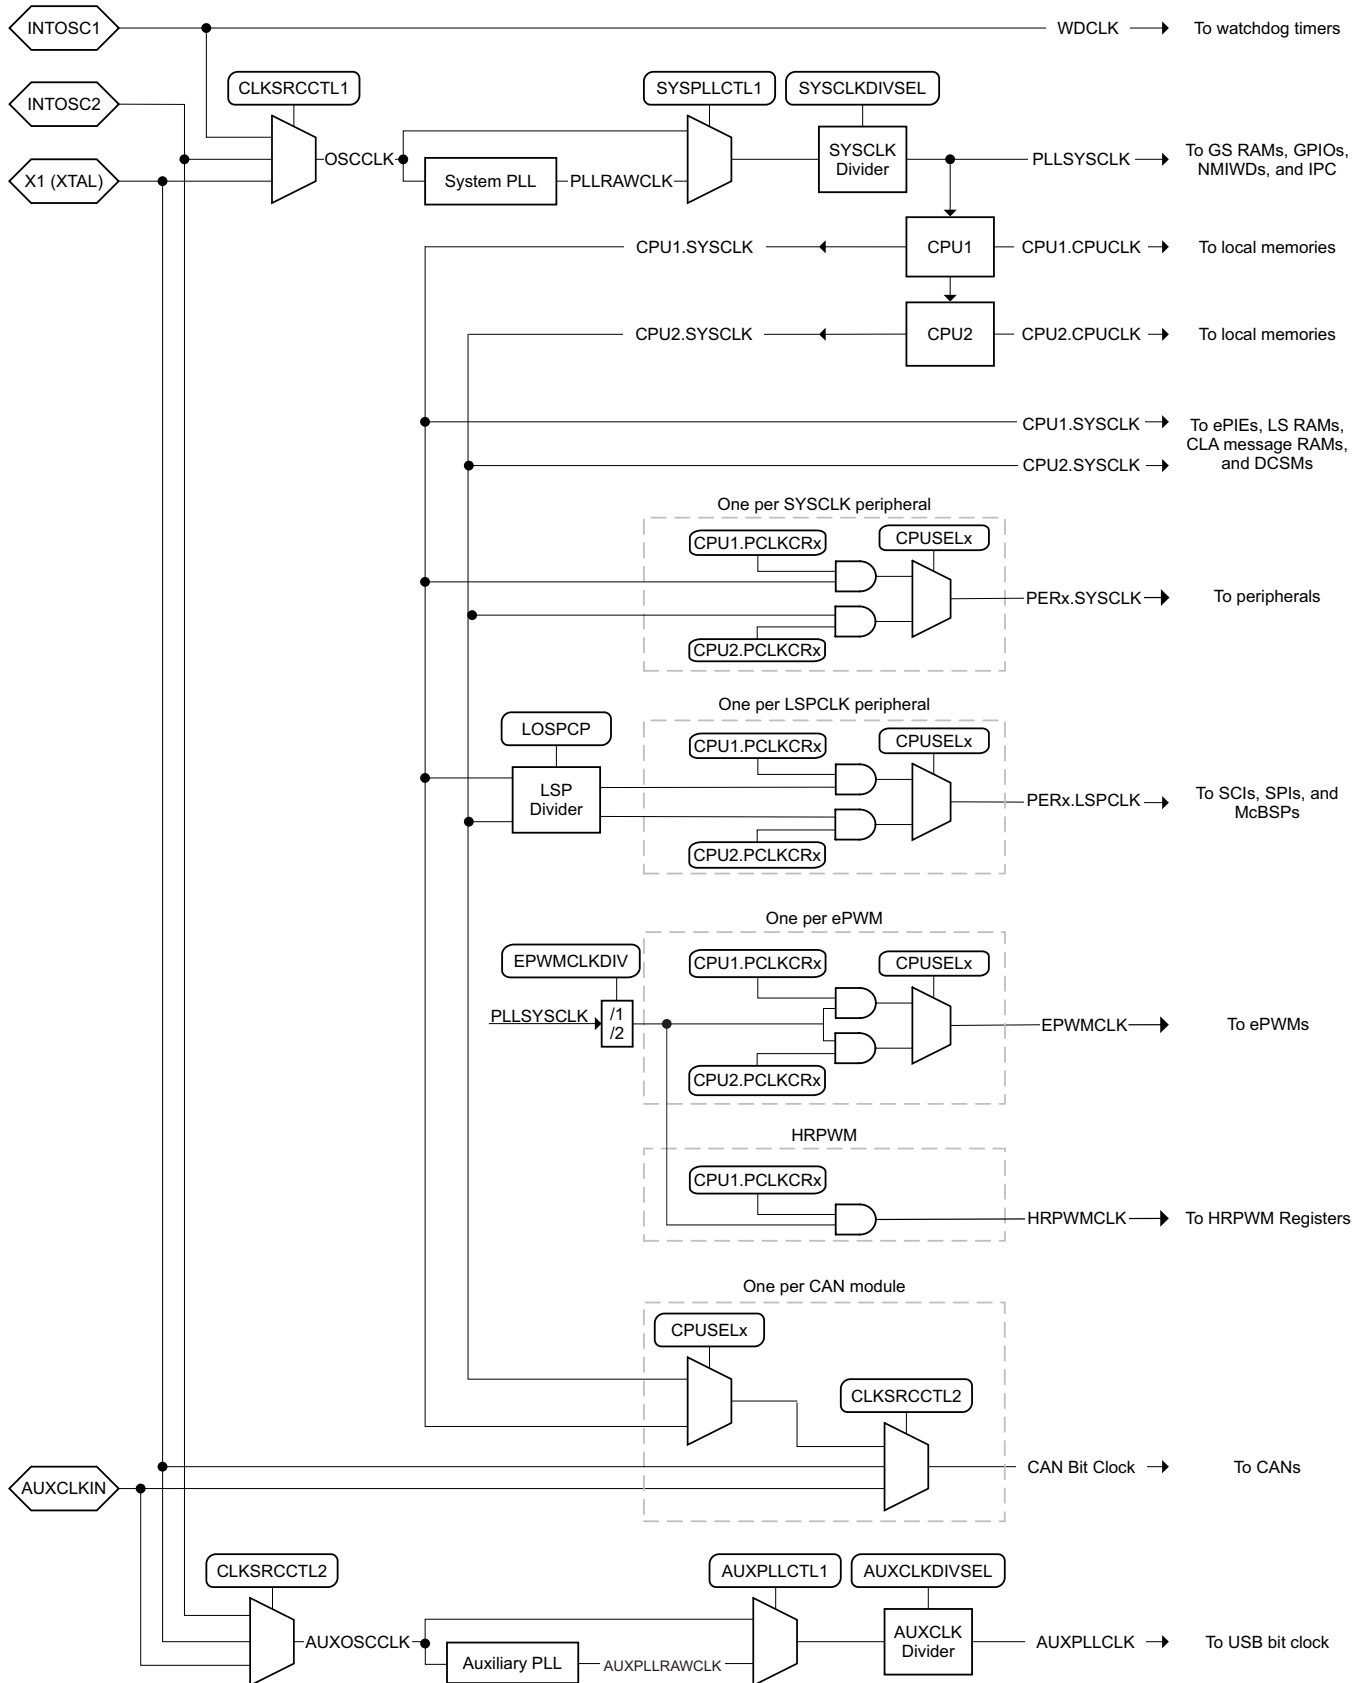 INTOSC1
WDCLK
To watchdog timers
INTOSC2
CLKSRCCTL1
SYSPLLCTL1
SYSCLKDIVSEL
X1 (XTAL)
OSCCLK
System PLL
PLLRAWCLK
SYSCLK
Divider
PLLSYSCLK
To GS RAMs, GPIOs,
NMIWDs, and IPC
CPU1.SYSCLK
CPU1
CPU1.CPUCLK
To local memories
CPU2.SYSCLK
CPU2
CPU2.CPUCLK
To local memories
CPU1.SYSCLK
CPU2.SYSCLK
To ePIEs, LS RAMs,
CLA message RAMs,
and DCSMs
One per SYSCLK peripheral
CPU1.PCLKCRx
CPUSELx
CPU2.PCLKCRx
PERx.SYSCLK
To peripherals
One per LSPCLK peripheral
LOSPCP
LSP
Divider
CPU1.PCLKCRx
CPUSELx
CPU2.PCLKCRx
PERx.LSPCLK
To SCIs, SPIs, and
McBSPs
One per ePWM
EPWMCLKDIV
PLLSYSCLK
/1
/2
CPU1.PCLKCRx
CPUSELx
CPU2.PCLKCRx
EPWMCLK
To ePWMs
HRPWM
CPU1.PCLKCRx
HRPWMCLK
To HRPWM Registers
One per CAN module
CPUSELx
CLKSRCCTL2
AUXCLKIN
CAN Bit Clock
To CANs
CLKSRCCTL2
AUXPLLCTL1
AUXCLKDIVSEL
AUXOSCCLK
Auxiliary PLL
AUXPLLRAWCLK
AUXCLK
Divider
AUXPLLCLK
To USB bit clock